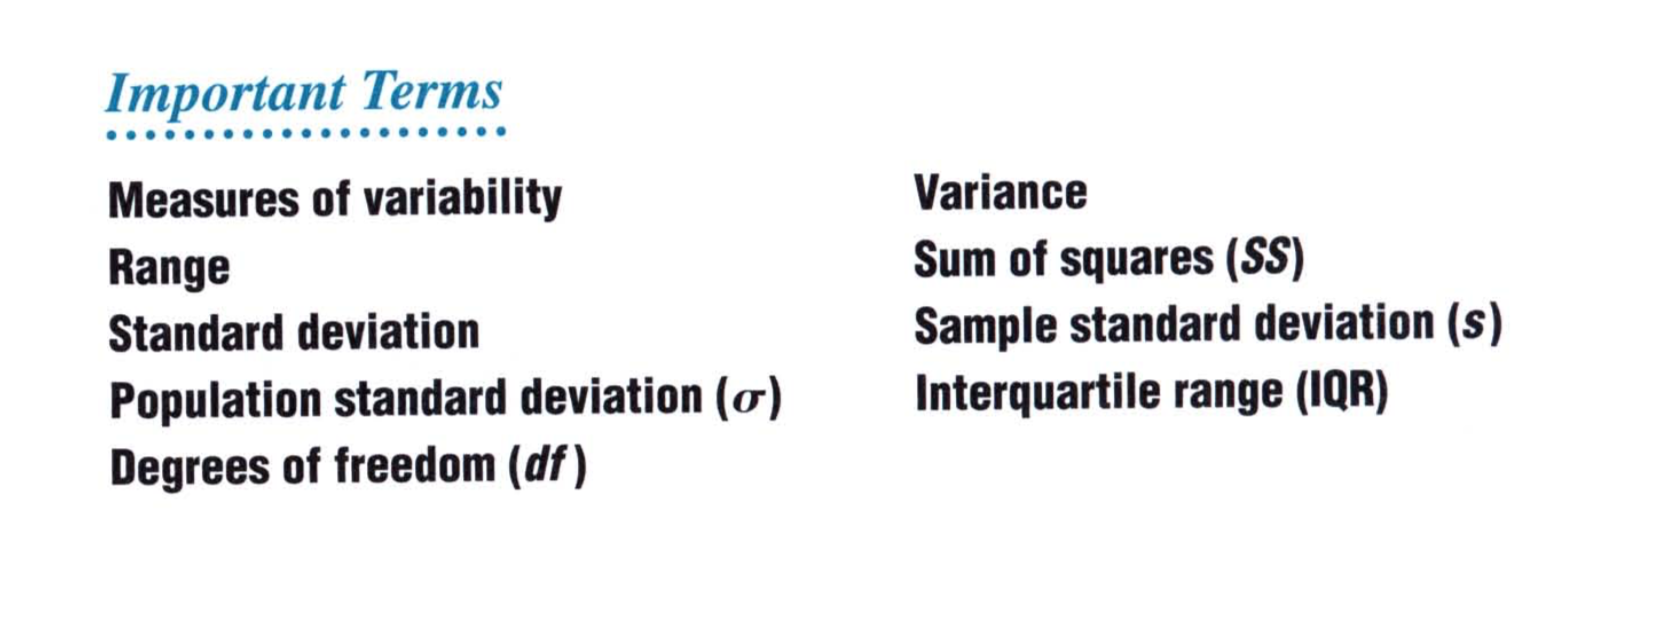 Important Terms
Measures of variability
Range
Standard deviation
Population standard deviation (σ)
Degrees of freedom (df)
Variance
Sum of squares (SS)
Sample standard deviation (s)
Interquartile range (IQR)